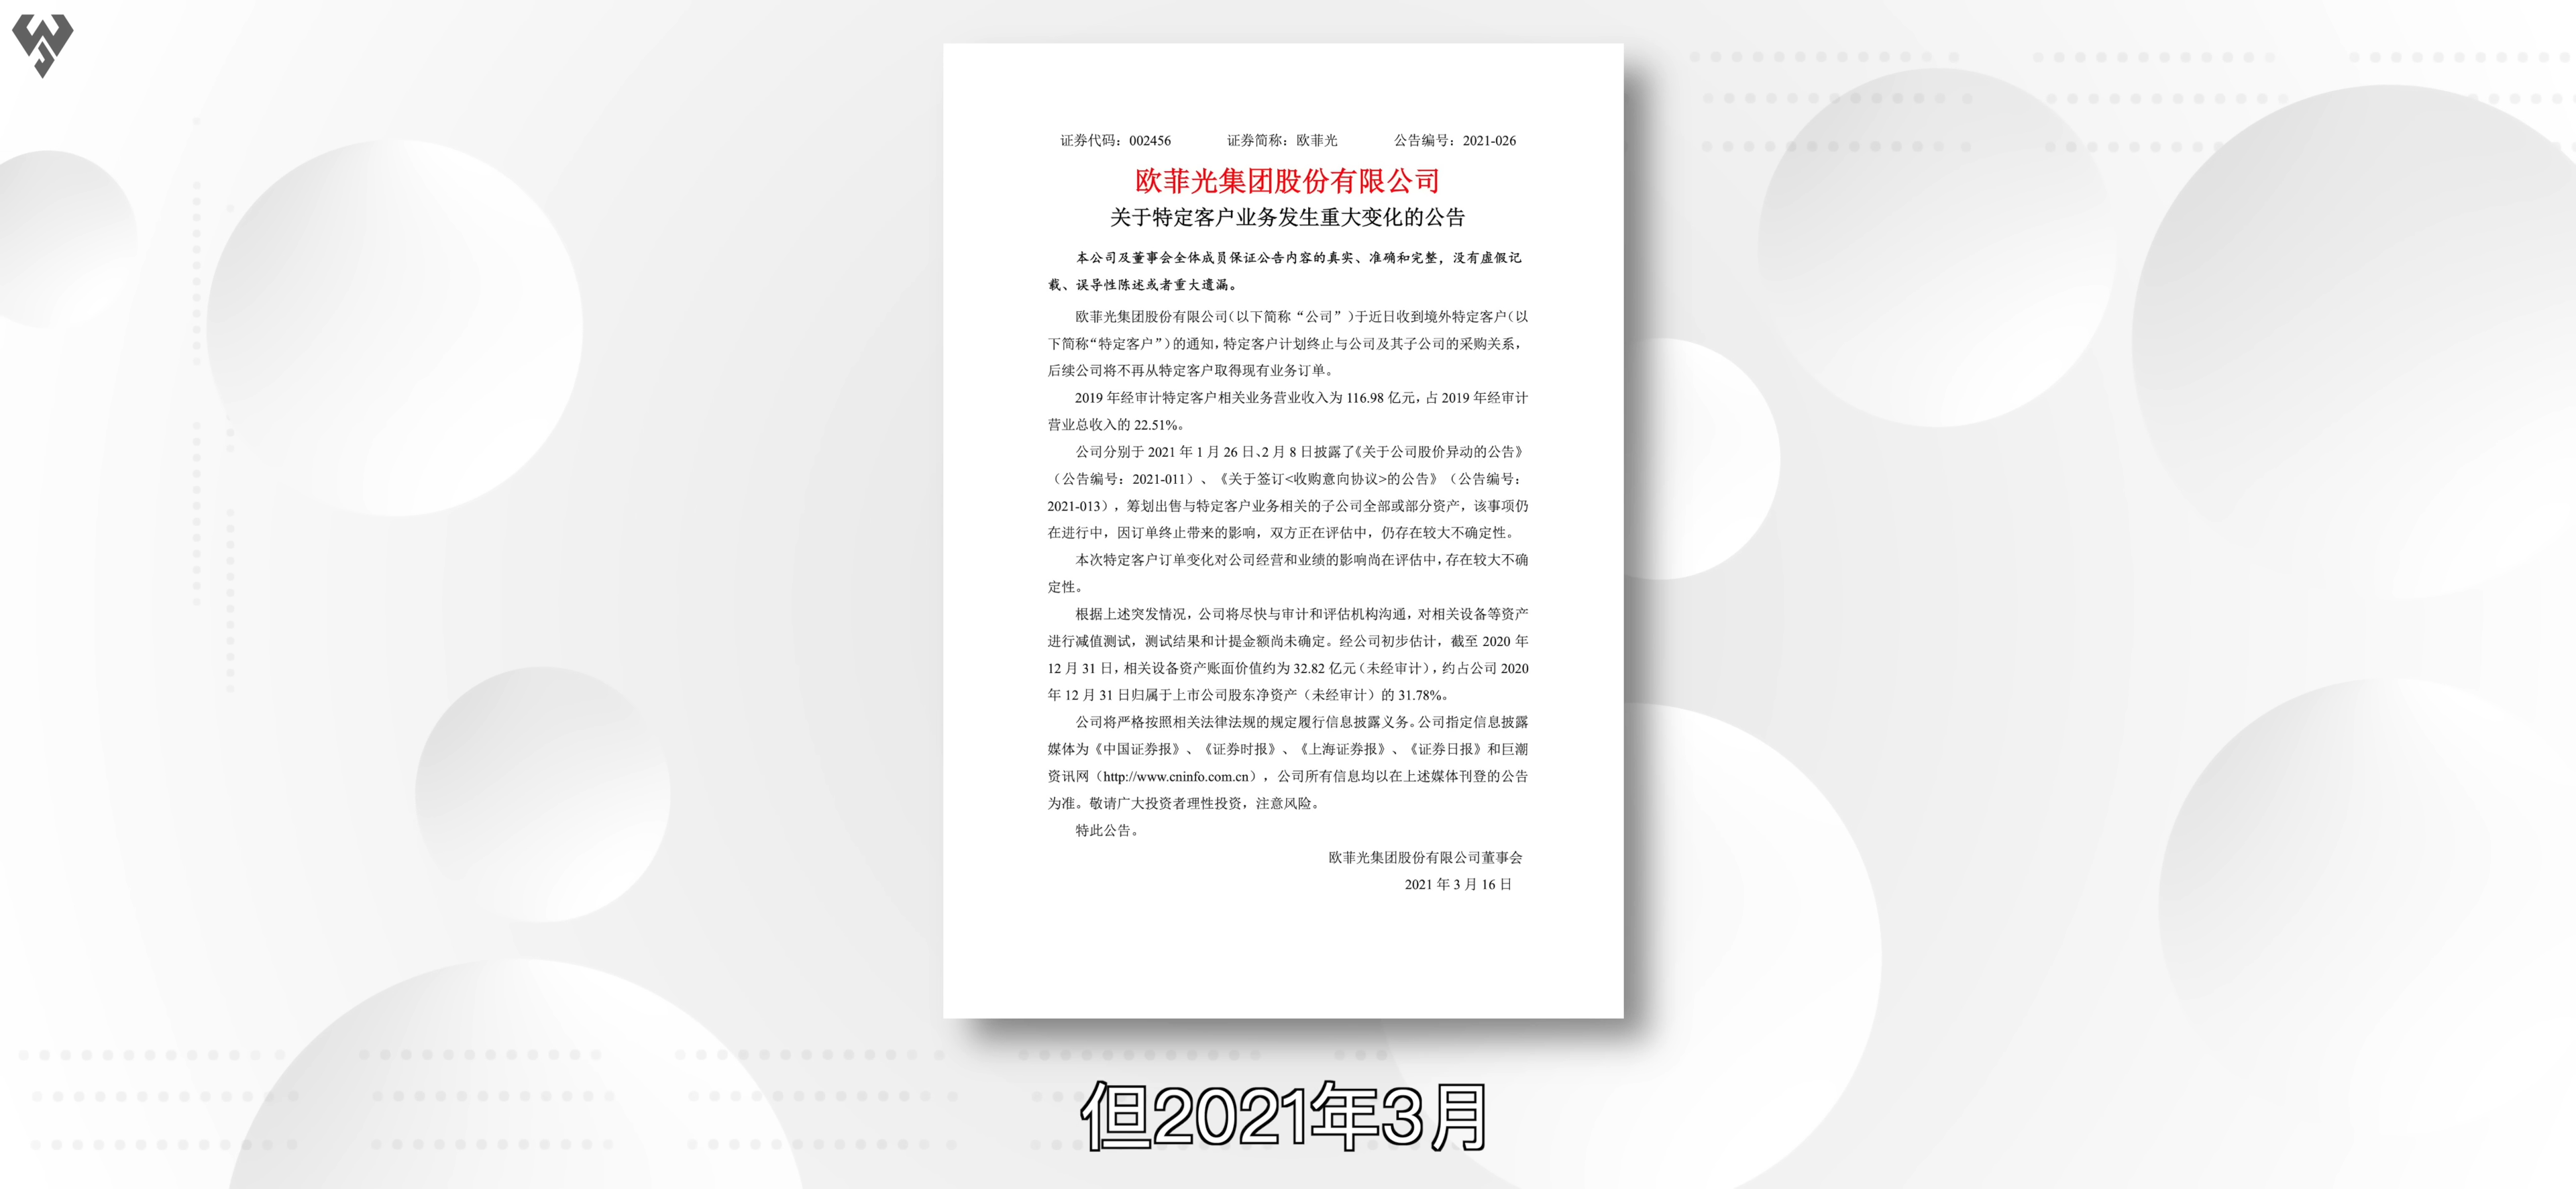 证券代码：002456 证券简称：欧菲光 公告编号：2021-026
欧菲光集团股份有限公司
关于特定客户业务发生重大变化的公告
本公司及董事会全体成员保证公告内容的真实、准确和完整，没有虚假记
载、误导性陈述或者重大遗漏。
欧菲光集团股份有限公司（以下简称“公司”）于近日收到境外特定客户（以
下简称“特定客户”）的通知，特定客户计划终止与公司及其子公司的采购关系，
后续公司将不再从特定客户取得现有业务订单。
2019 年经审计特定客户相关业务营业收入为 116.98 亿元，占 2019 年经审计
营业总收入的 22.51%。
公司分别于 2021 年 1 月 26 日、2 月 8 日披露了《关于公司股价异动的公告》
（公告编号：2021-011）、《关于签订<收购意向协议>的公告》（公告编号：
2021-013），筹划出售与特定客户业务相关的子公司全部或部分资产，该事项仍
在进行中，因订单终止带来的影响，双方正在评估中，仍存在较大不确定性。
本次特定客户订单变化对公司经营和业绩的影响尚在评估中，存在较大不确
定性。
根据上述突发情况，公司将尽快与审计和评估机构沟通，对相关设备等资产
进行减值测试，测试结果和计提金额尚未确定。经公司初步估计，截至 2020 年
12 月 31 日，相关设备资产账面价值约为 32.82 亿元（未经审计），约占公司 2020
年 12 月 31 日归属于上市公司股东净资产（未经审计）的 31.78%。
公司将严格按照相关法律法规的规定履行信息披露义务。公司指定信息披露
媒体为《中国证券报》、《证券时报》、《上海证券报》、《证券日报》和巨潮
资讯网（http://www.cninfo.com.cn），公司所有信息均以在上述媒体刊登的公告
为准。敬请广大投资者理性投资，注意风险。
特此公告。
欧菲光集团股份有限公司董事会
2021 年 3 月 16 日
但2021年3月